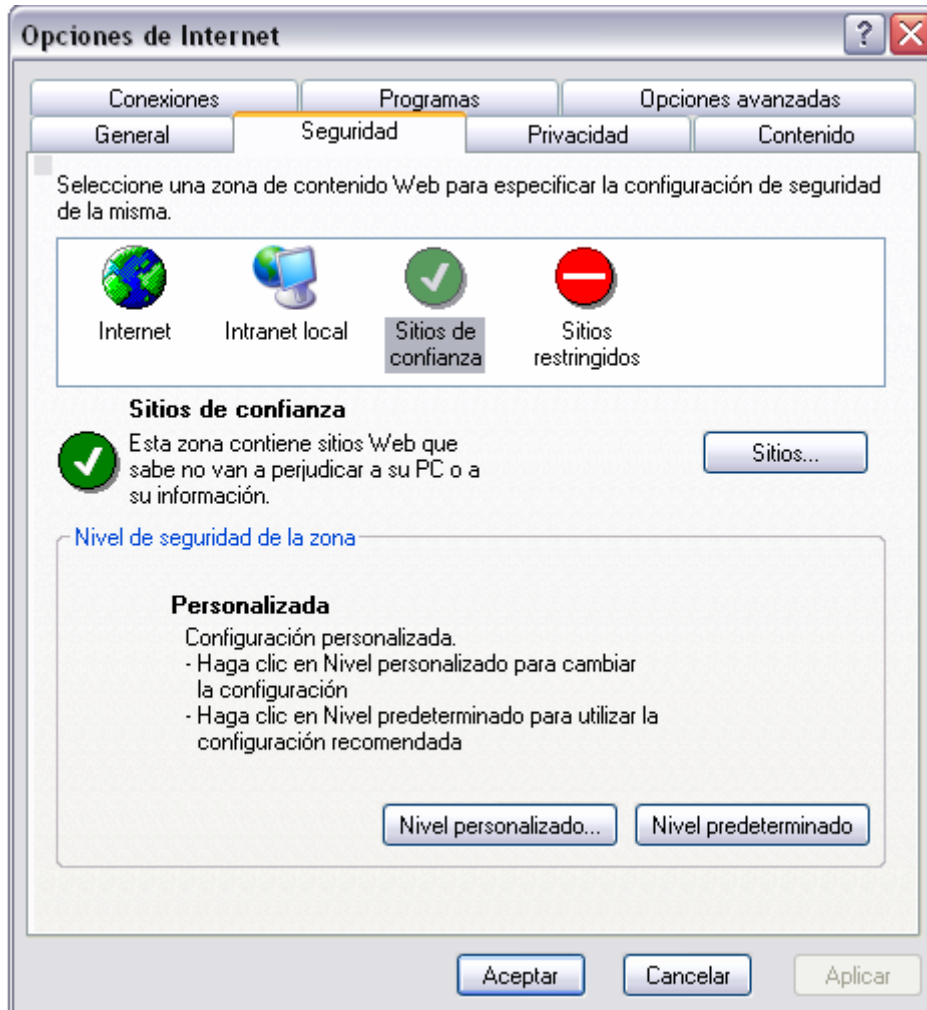 Opciones de Internet
Conexiones Programas Opciones avanzadas
General Seguridad Privacidad Contenido
Seleccione una zona de contenido Web para especificar la configuración de seguridad
de la misma.
Internet Intranet local Sitios de
confianza Sitios
restringidos
Sitios de confianza
Esta zona contiene sitios Web que
sabe no van a perjudicar a su PC o a
su información.
Sitios...
Nivel de seguridad de la zona
Personalizada
Configuración personalizada.
- Haga clic en Nivel personalizado para cambiar
la configuración
- Haga clic en Nivel predeterminado para utilizar la
configuración recomendada
Nivel personalizado... Nivel predeterminado
Aceptar Cancelar Aplicar